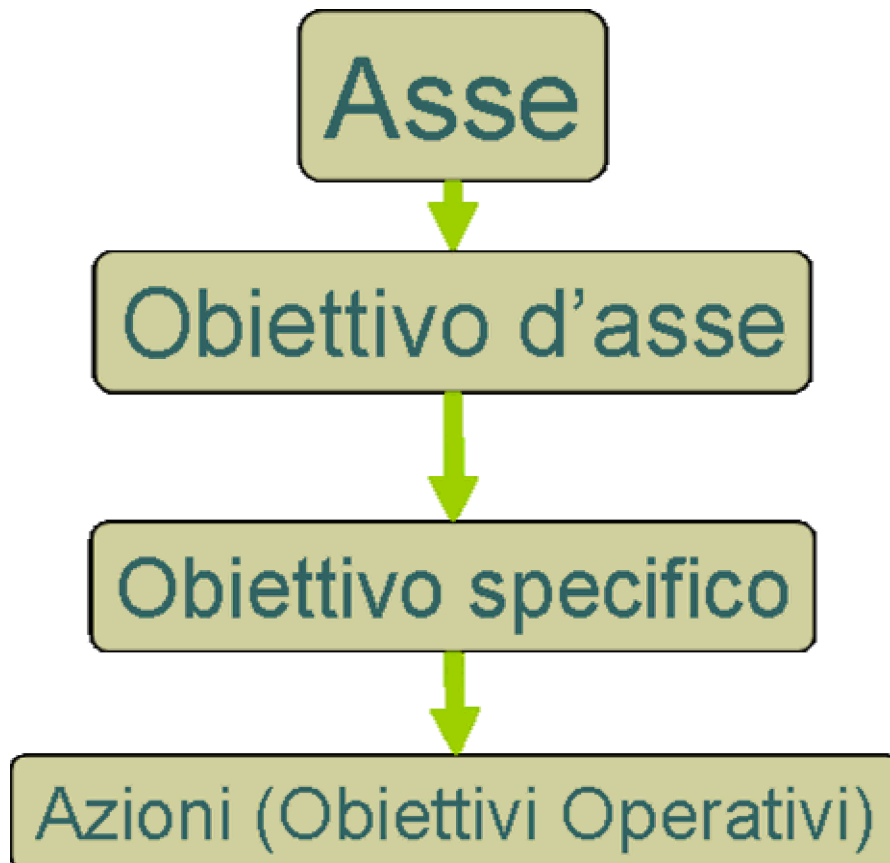 Asse
Obiettivo d’asse
Obiettivo specifico
Azioni (Obiettivi Operativi)